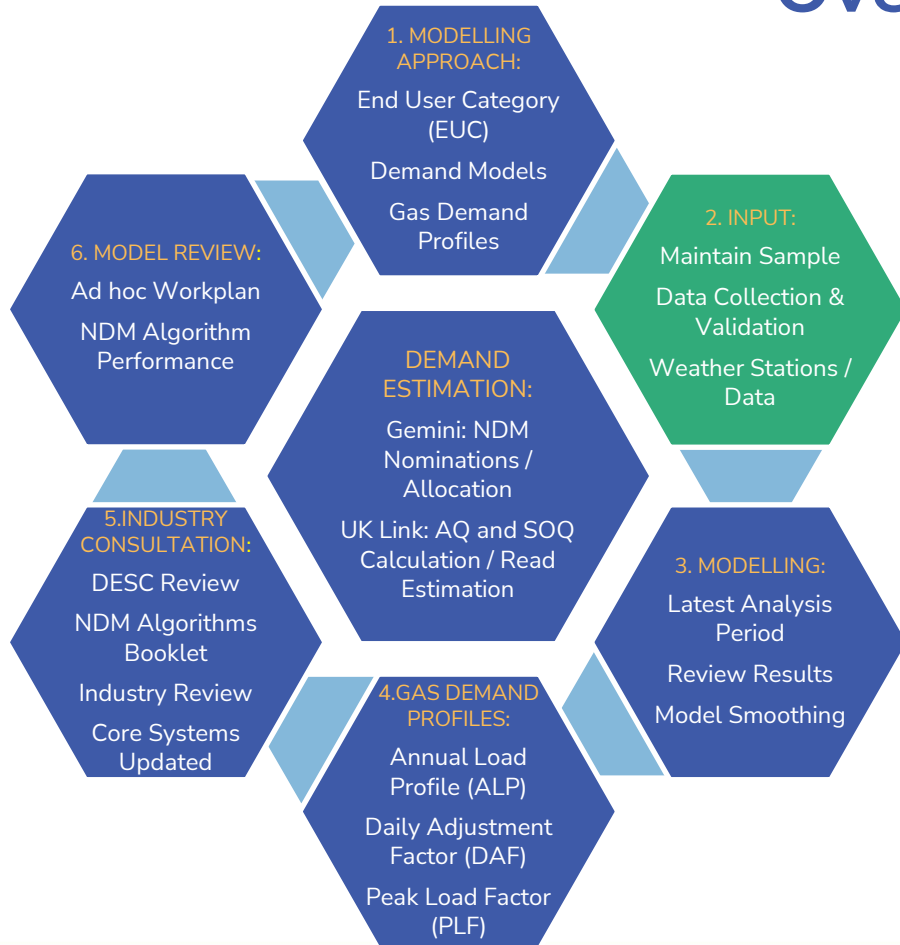 1. MODELLING
APPROACH:
End User Category
(EUC)
Demand Models
Gas Demand
Profiles
2. INPUT:
Maintain Sample
Data Collection &
Validation
Weather Stations /
Data
3. MODELLING:
Latest Analysis
Period
Review Results
Model Smoothing
4.GAS DEMAND
PROFILES:
Annual Load
Profile (ALP)
Daily Adjustment
Factor (DAF)
Peak Load Factor
(PLF)
5.INDUSTRY
CONSULTATION:
DESC Review
NDM Algorithms
Booklet
Industry Review
Core Systems
Updated
6. MODEL REVIEW:
Ad hoc Workplan
NDM Algorithm
Performance
DEMAND
ESTIMATION:
Gemini: NDM
Nominations /
Allocation
UK Link: AQ and SOQ
Calculation / Read
Estimation